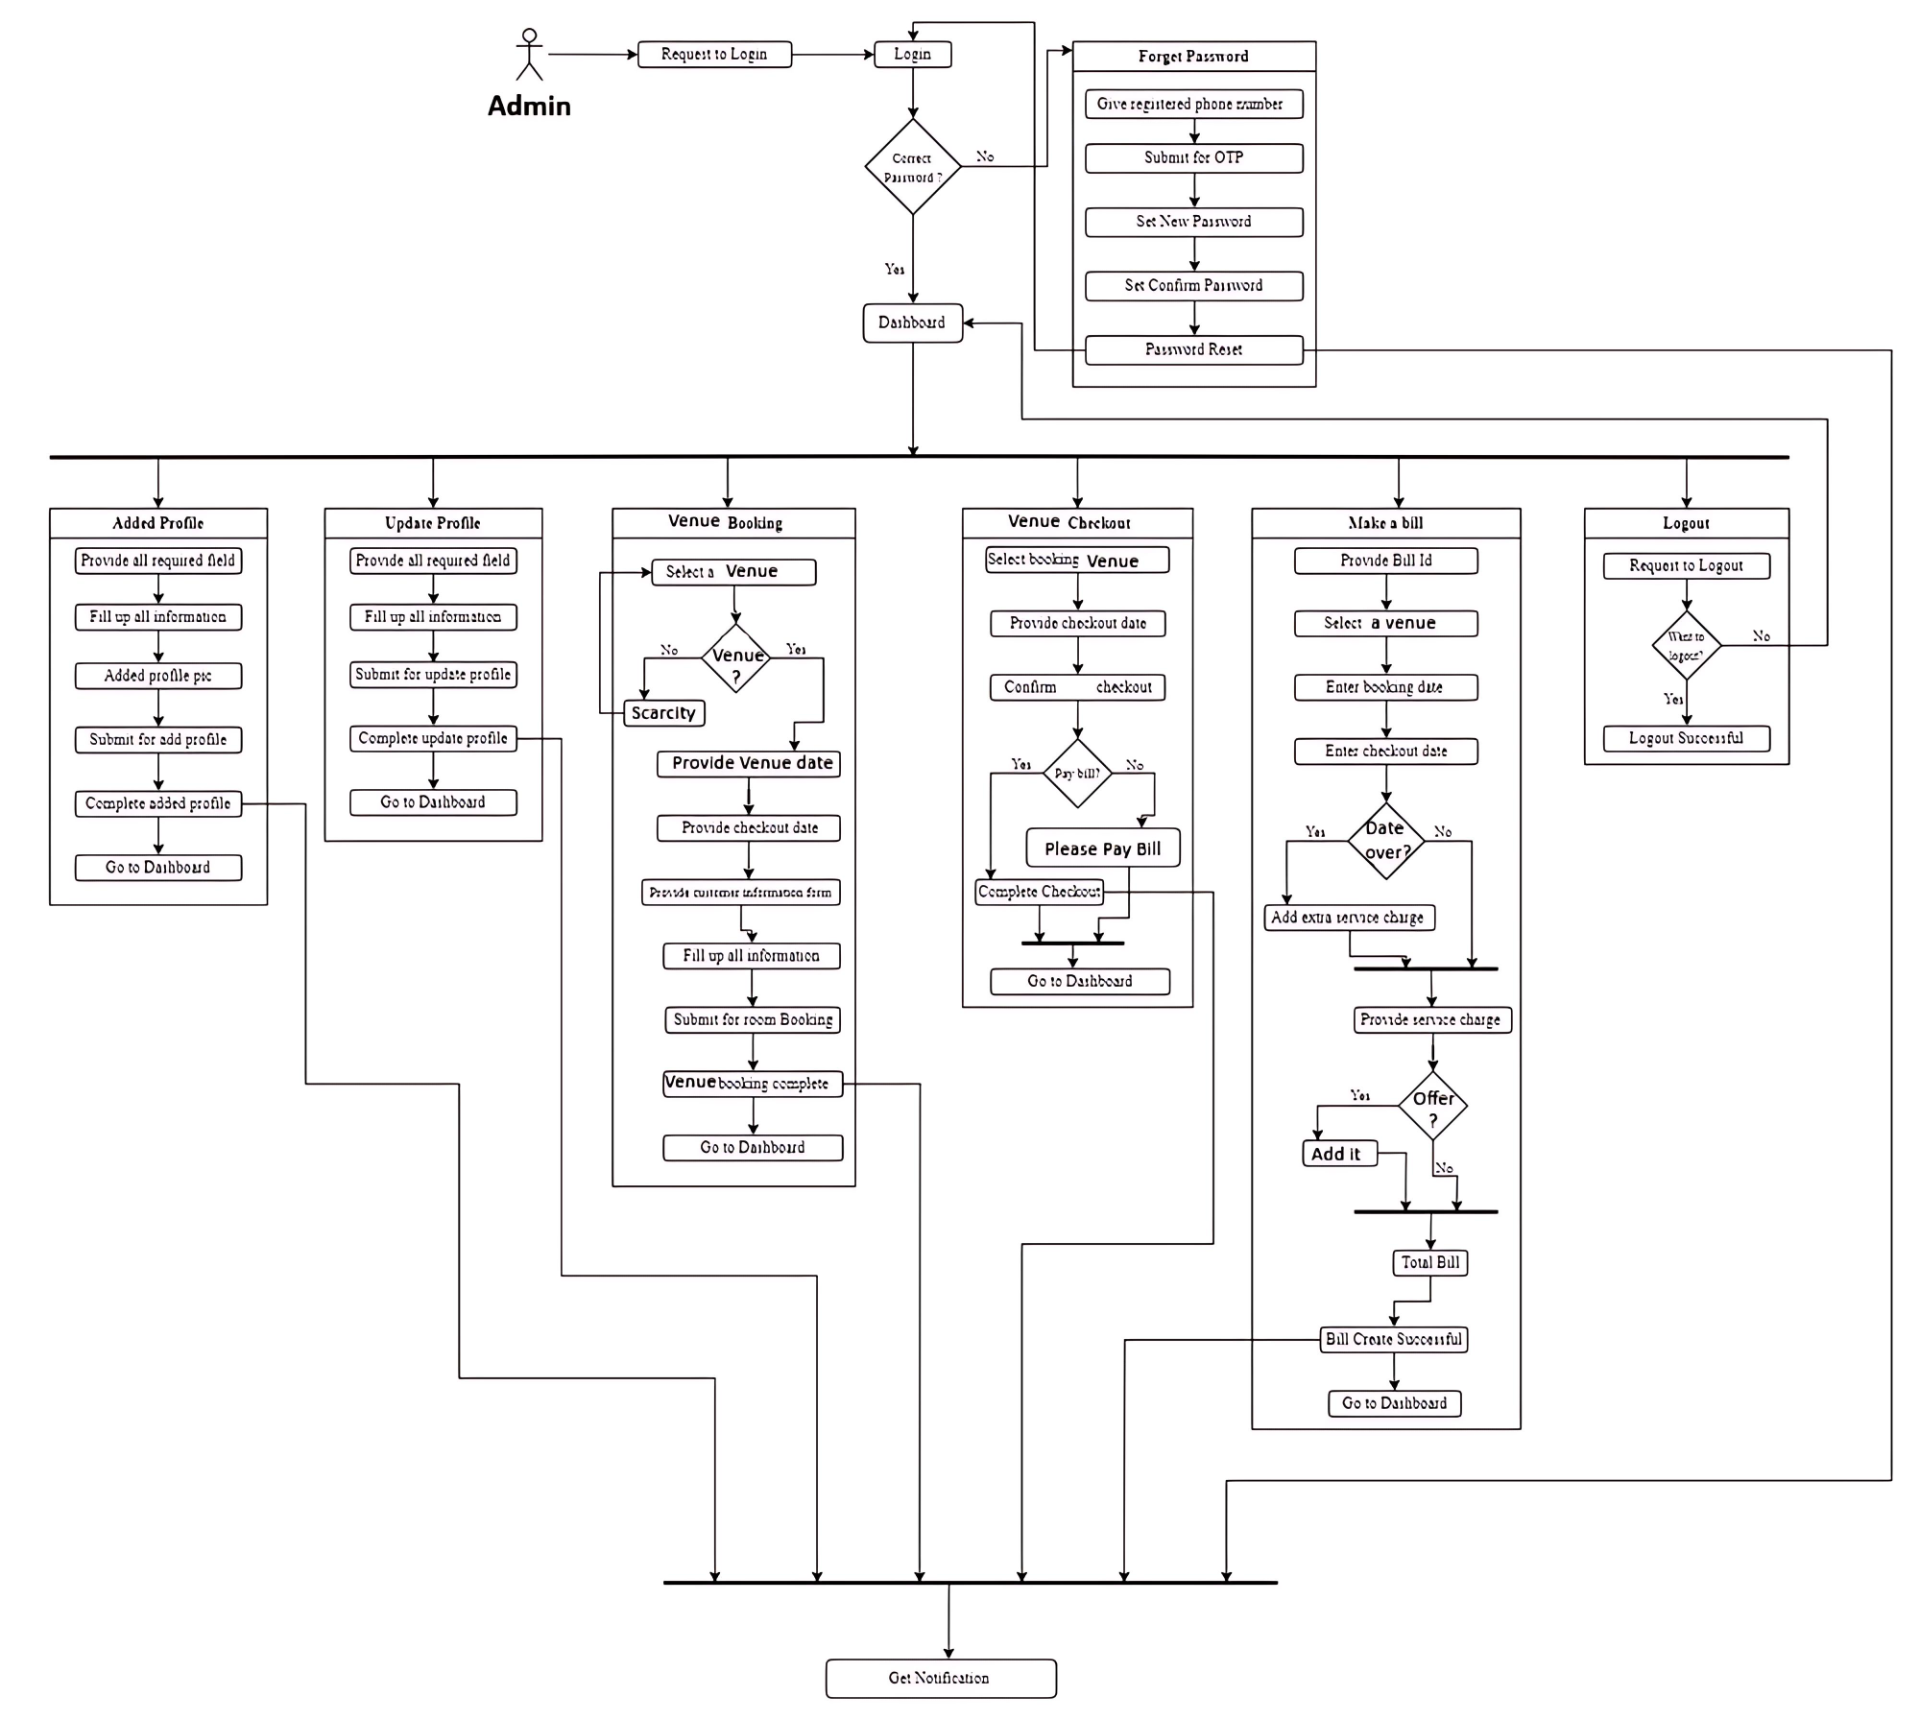 Request to Login
Login
Forget Password
Admin
Give registered phone number
Submit for OTP
Correct
Password ?
No
Set New Password
Yes
Set Confirm Password
Dashboard
Password Reset
Added Profile
Provide all required field
Fill up all information
Added profile pic
Submit for add profile
Complete added profile
Go to Dashboard
Update Profile
Provide all required field
Fill up all information
Submit for update profile
Complete update profile
Go to Dashboard
Venue Booking
Select a Venue
No
Venue
?
Yes
Scarcity
Provide Venue date
Provide checkout date
Provide customer information form
Fill up all information
Submit for room Booking
Venue booking complete
Go to Dashboard
Venue Checkout
Select booking Venue
Provide checkout date
Confirm checkout
Yes
Pay bill?
No
Please Pay Bill
Complete Checkout
Go to Dashboard
Make a bill
Provide Bill Id
Select a venue
Enter booking date
Enter checkout date
Yes
Date
over?
No
Add extra service charge
Provide service charge
Yes
Offer
?
Add it
No
Total Bill
Bill Create Successful
Go to Dashboard
Logout
Request to Logout
Want to
logout?
No
Yes
Logout Successful
Get Notification